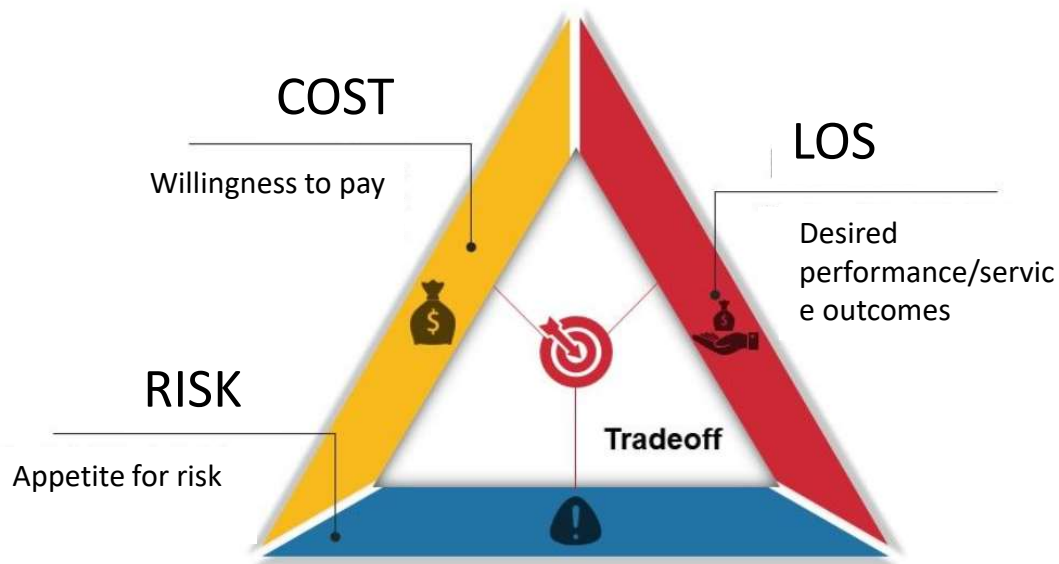 COST
Willingness to pay
LOS
Desired
performance/servic
e outcomes
RISK
Appetite for risk
Tradeoff
$
$
!